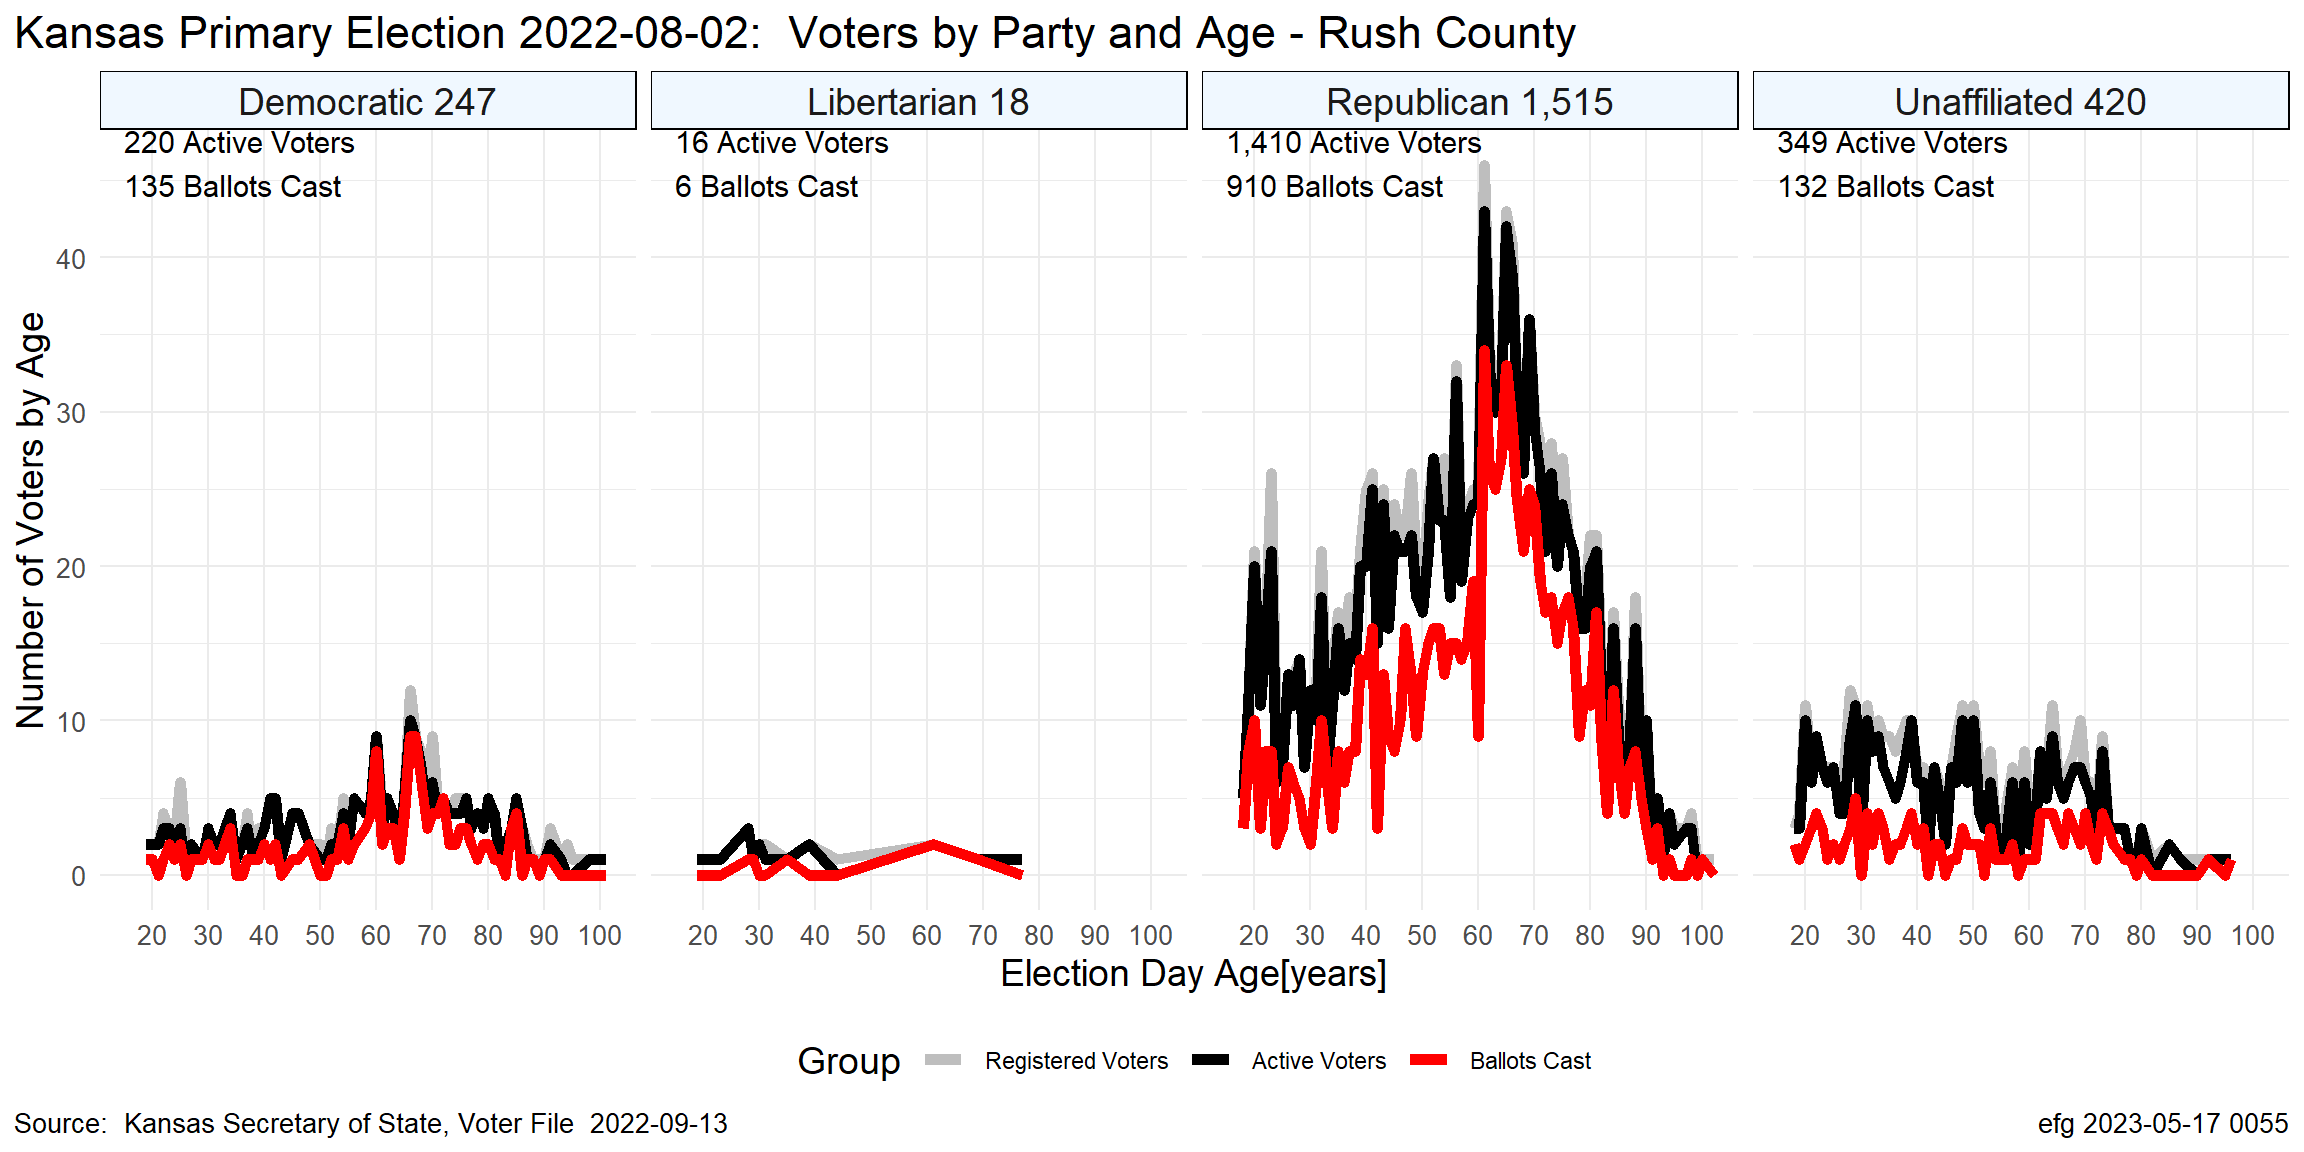 Kansas Primary Election 2022-08-02:  Voters by Party and Age - Rush County
Democratic 247
Libertarian 18
Republican 1,515
Unaffiliated 420
220 Active Voters
135 Ballots Cast
16 Active Voters
6 Ballots Cast
1,410 Active Voters
910 Ballots Cast
349 Active Voters
132 Ballots Cast
Number of Voters by Age
40
30
20
10
0
20 30 40 50 60 70 80 90 100
20 30 40 50 60 70 80 90 100
20 30 40 50 60 70 80 90 100
20 30 40 50 60 70 80 90 100
Election Day Age[years]
Group Registered Voters Active Voters Ballots Cast
Source:  Kansas Secretary of State, Voter File  2022-09-13
efg 2023-05-17 0055